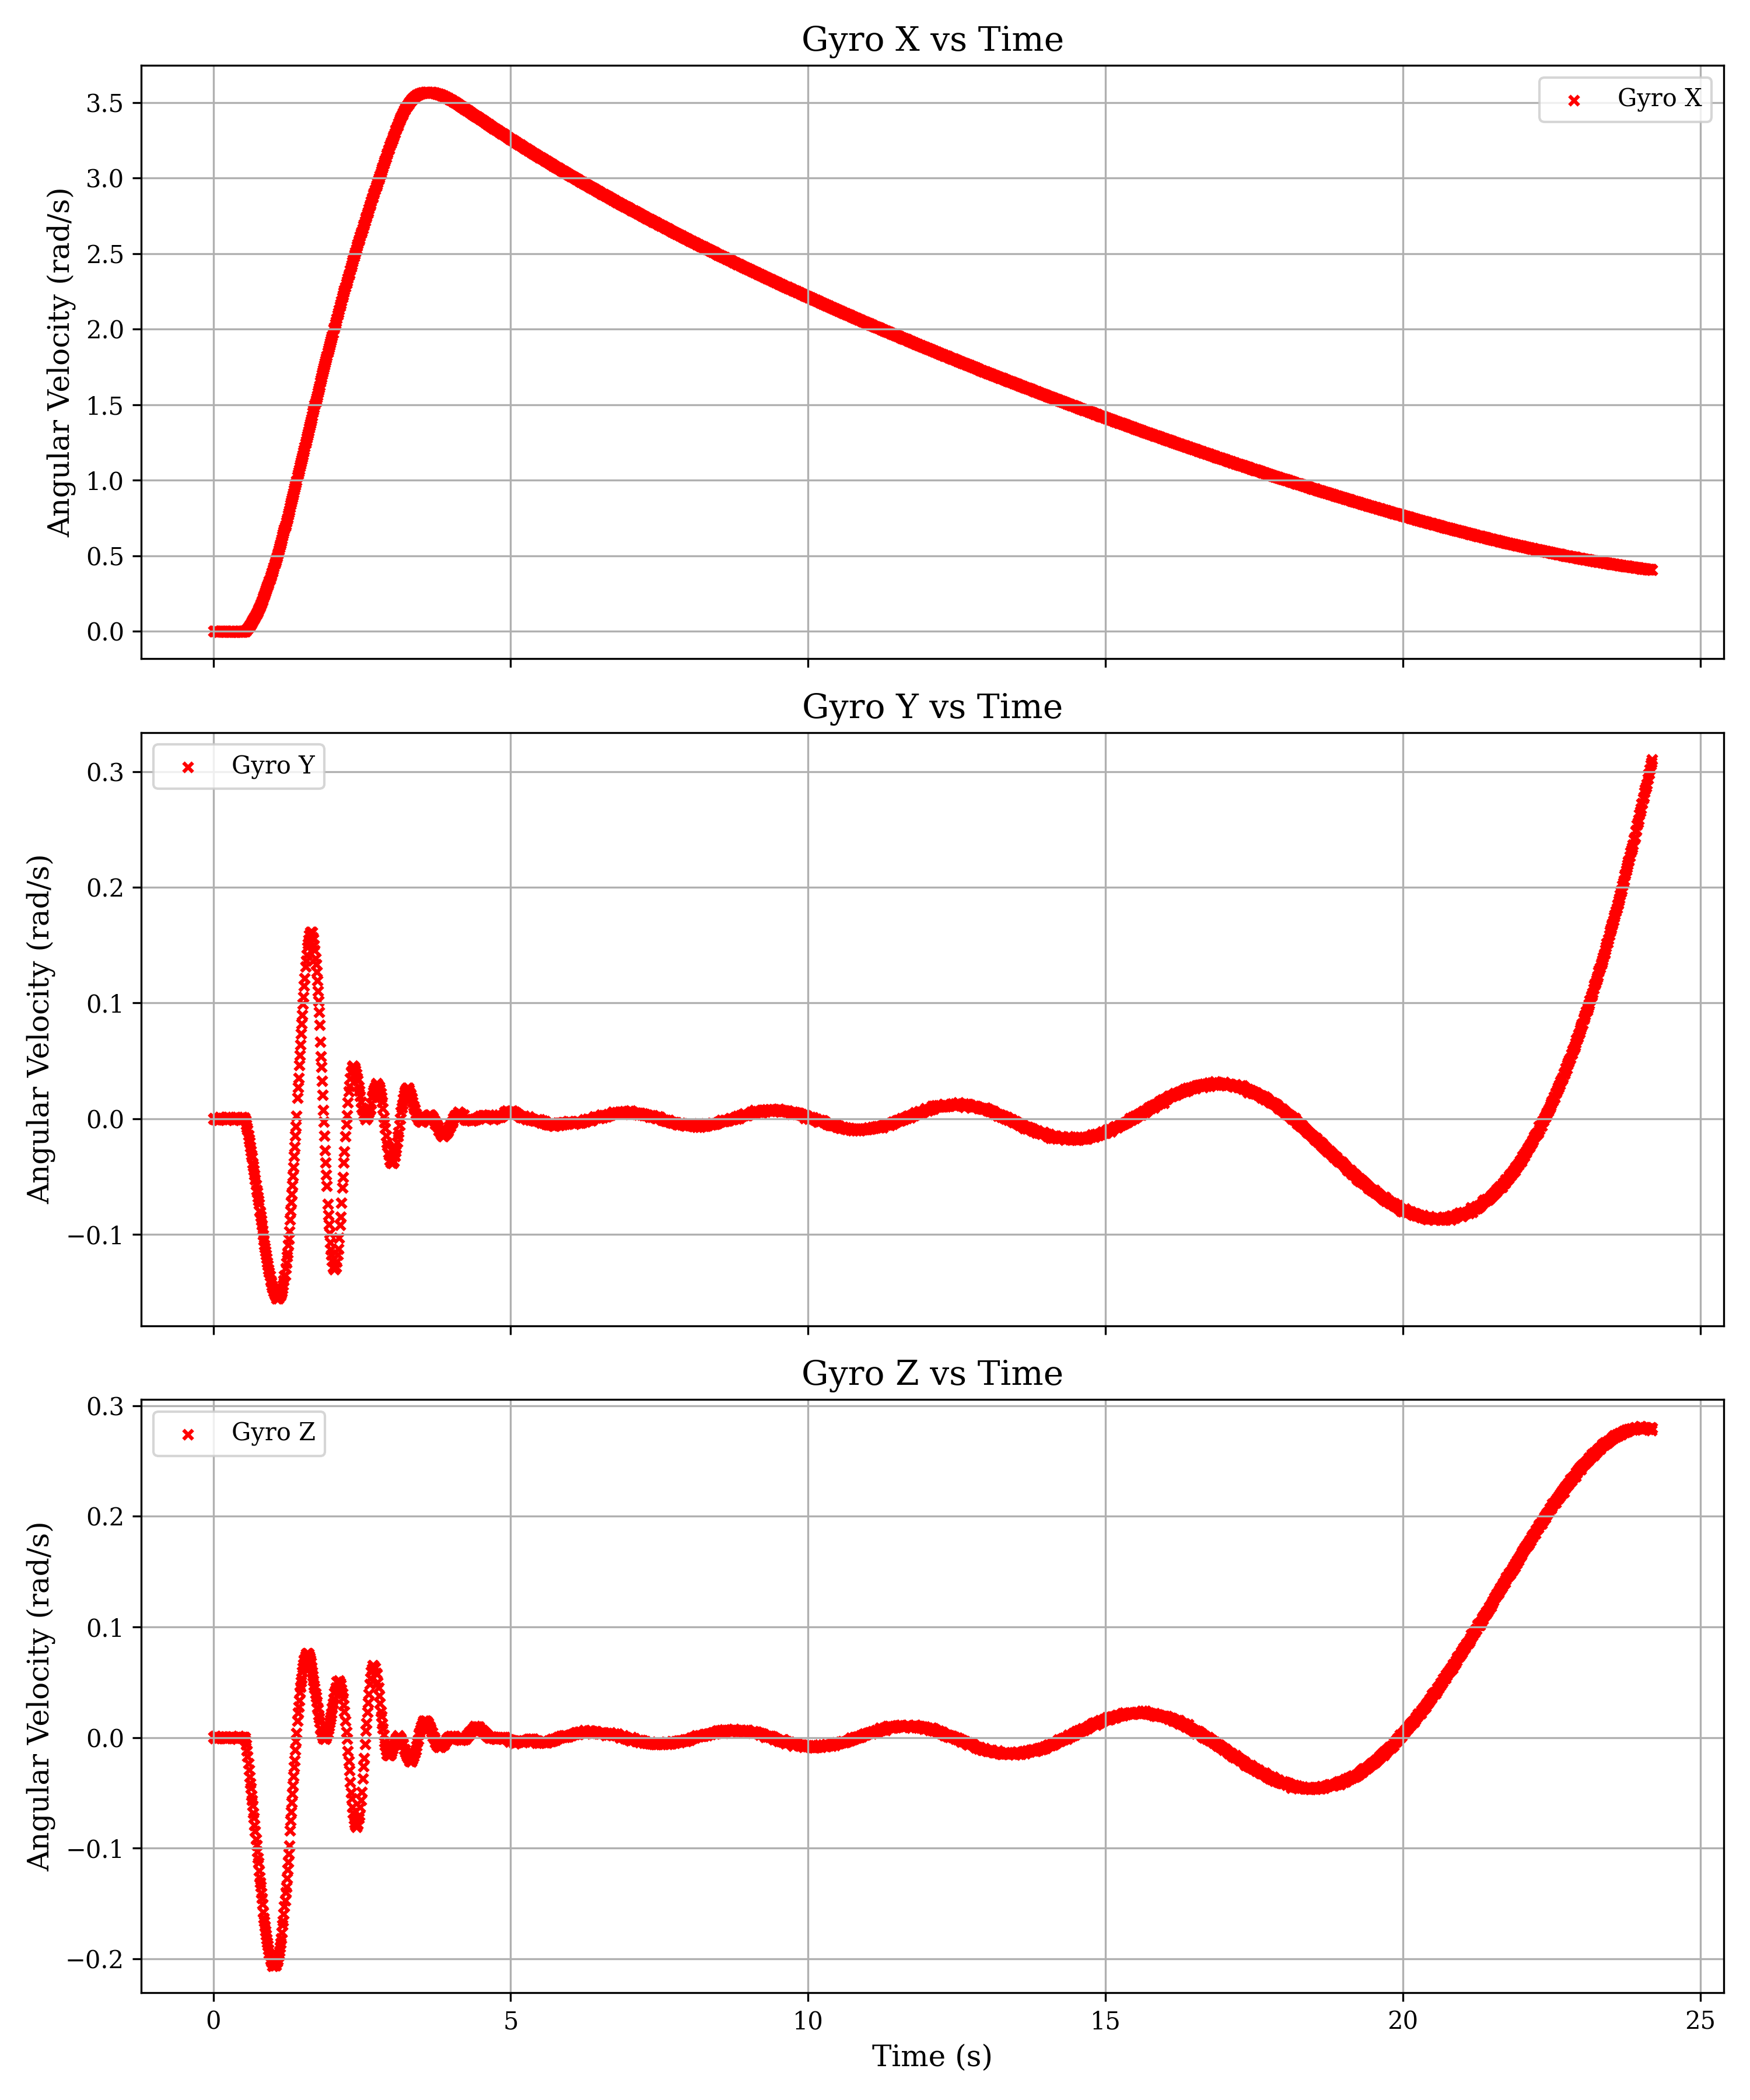 Gyro X vs Time
Gyro X
Angular Velocity (rad/s)
3.5
3.0
2.5
2.0
1.5
1.0
0.5
0.0
Gyro Y vs Time
Gyro Y
Angular Velocity (rad/s)
0.3
0.2
0.1
0.0
−0.1
Gyro Z vs Time
Gyro Z
Angular Velocity (rad/s)
0.3
0.2
0.1
0.0
−0.1
−0.2
0 5 10 15 20 25
Time (s)